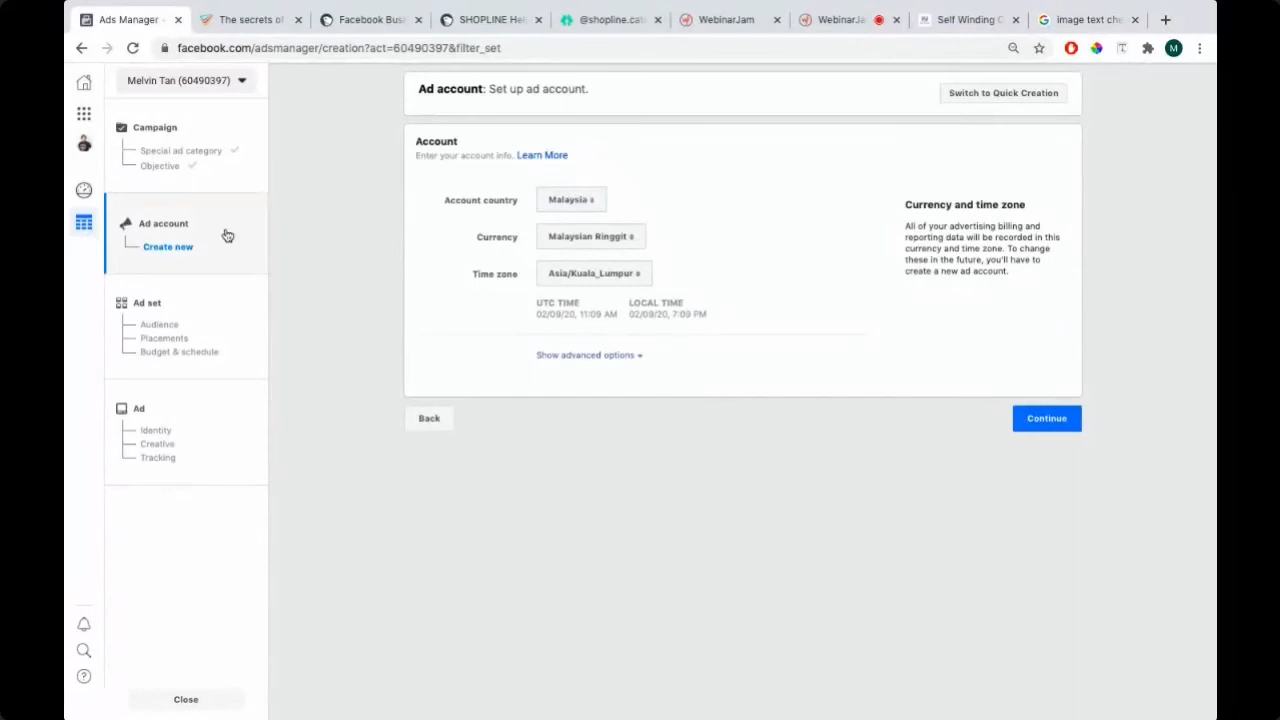 Ads Manager -
The secrets of
Facebook Busi
SHOPLINE Hel
@shopline.cat
WebinarJam
WebinarJa
Self Winding C
image text che
facebook.com/adsmanager/creation?act=60490397&filter_set
M
Melvin Tan (60490397)
Campaign
Special ad category
Objective
Ad account
Create new
Ad set
Audience
Placements
Budget & schedule
Ad
Identity
Creative
Tracking
Close
Ad account: Set up ad account.
Switch to Quick Creation
Account
Enter your account info. Learn More
Account country
Malaysia
Currency
Malaysian Ringgit
Time zone
Asia/Kuala_Lumpur
UTC TIME
LOCAL TIME
02/09/20, 11:09 AM
02/09/20, 7:09 PM
Show advanced options
Currency and time zone
All of your advertising billing and
reporting data will be recorded in this
currency and time zone. To change
these in the future, you'll have to
create a new ad account.
Back
Continue